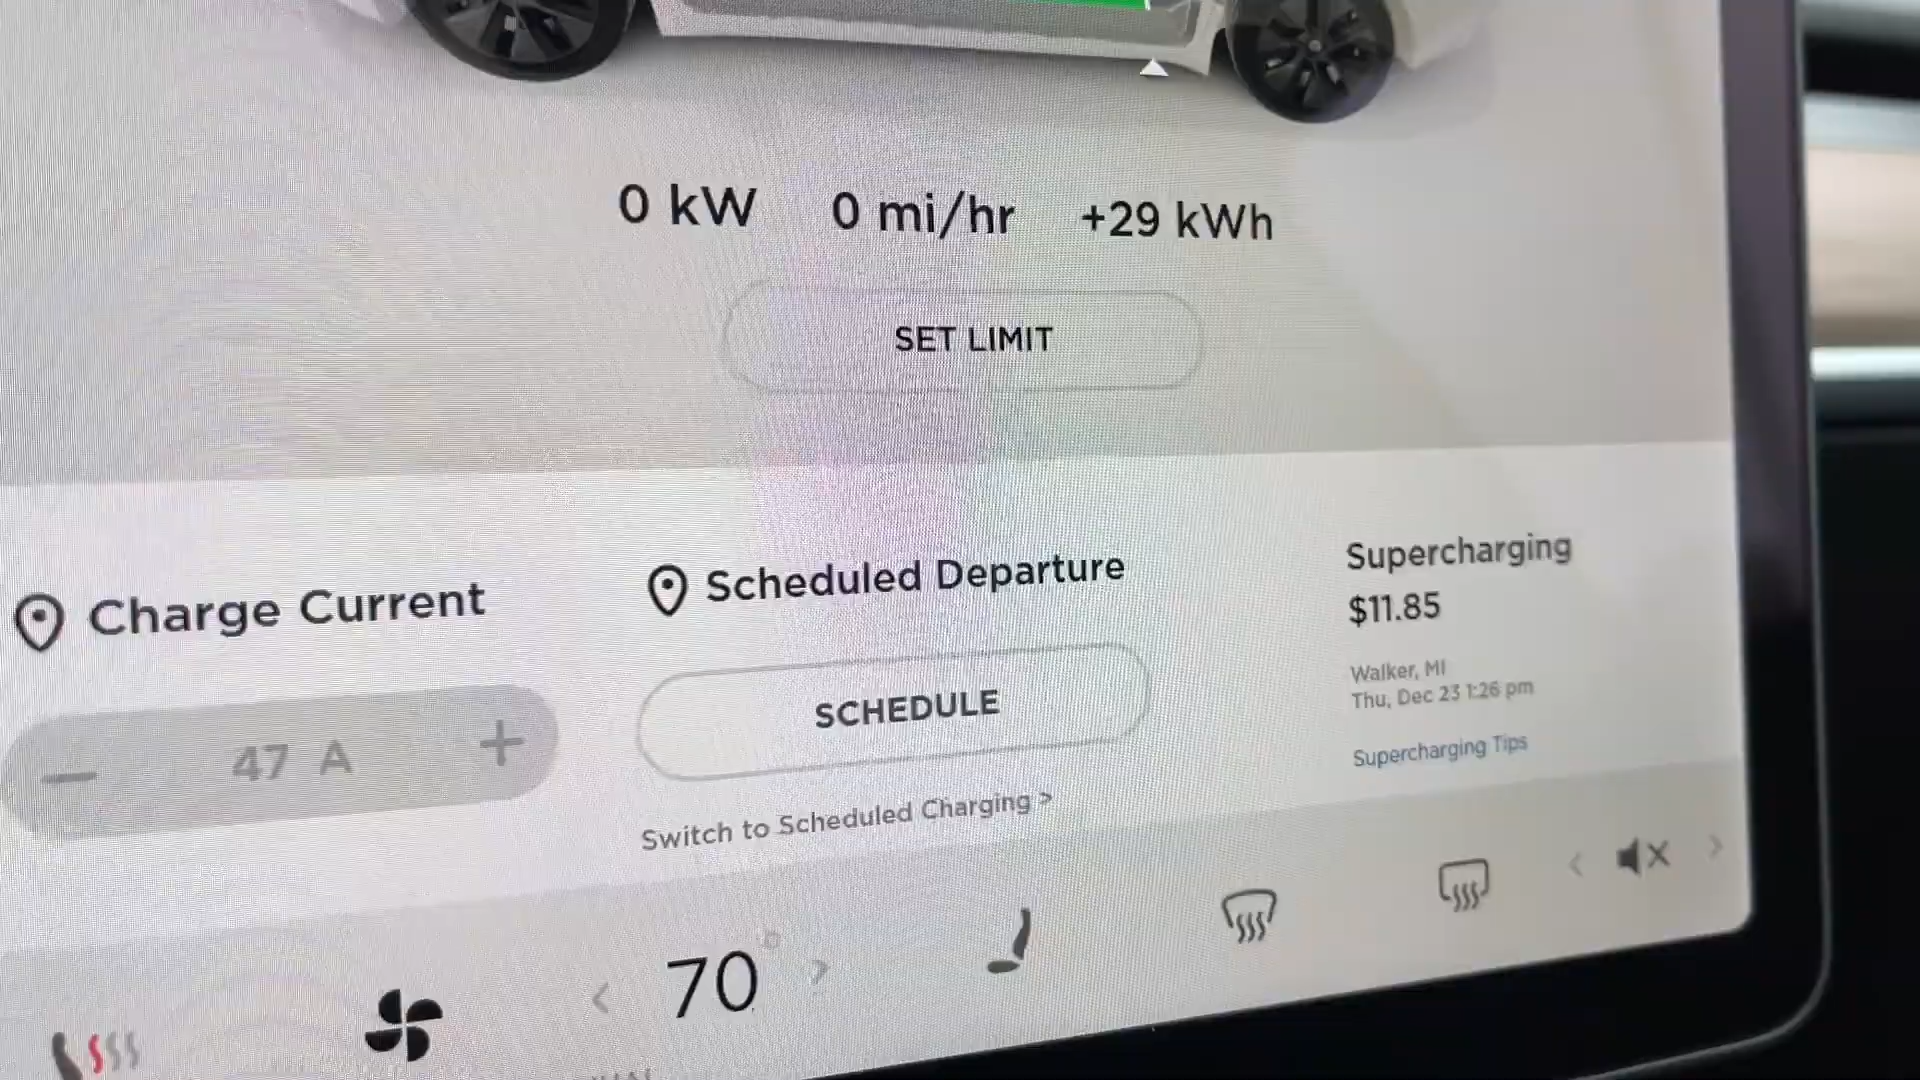 0 kW 0 mi/hr +29 kWh
SET LIMIT
Charge Current
Scheduled Departure
Supercharging
$11.85
Walker, MI
Thu, Dec 23 1:26 pm
Supercharging Tips
− 47 A +
SCHEDULE
Switch to Scheduled Charging >
< 70° >